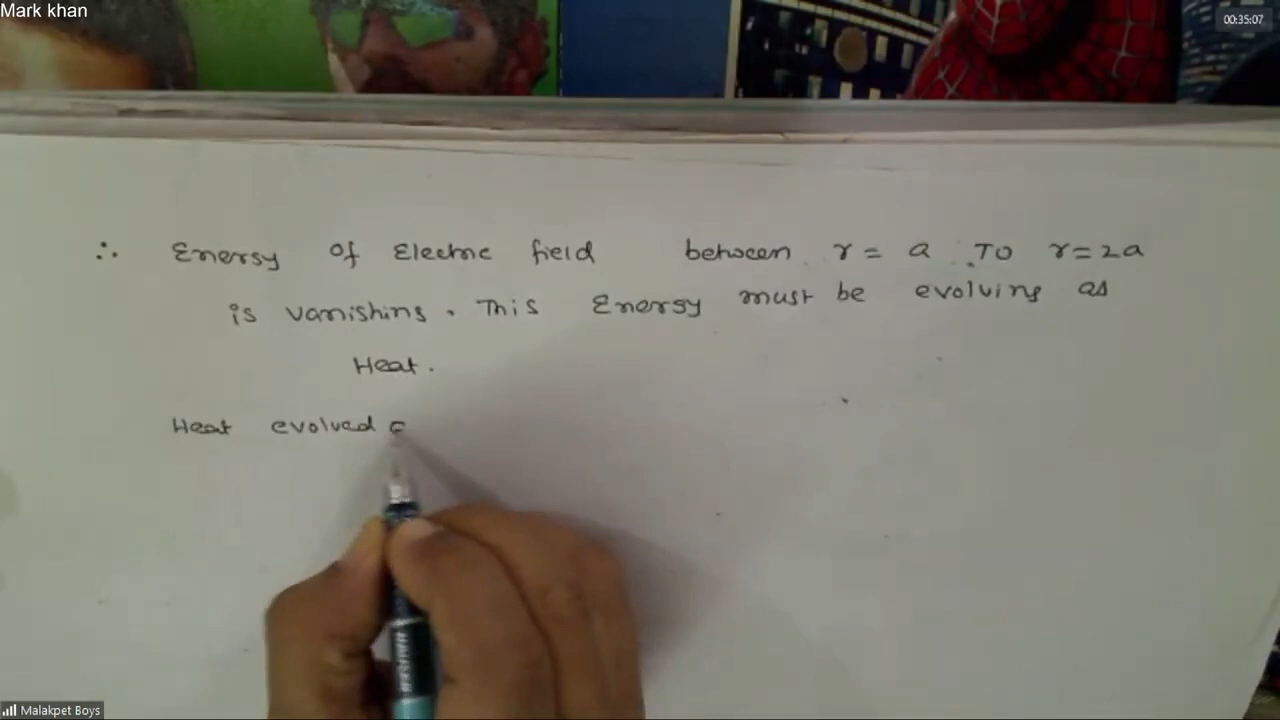 Mark khan
00:35:07
∴ Energy of Electric field between r = a To r=2a
is vanishing. This Energy must be evolving as
Heat.
Heat evolved =
Malakpet Boys